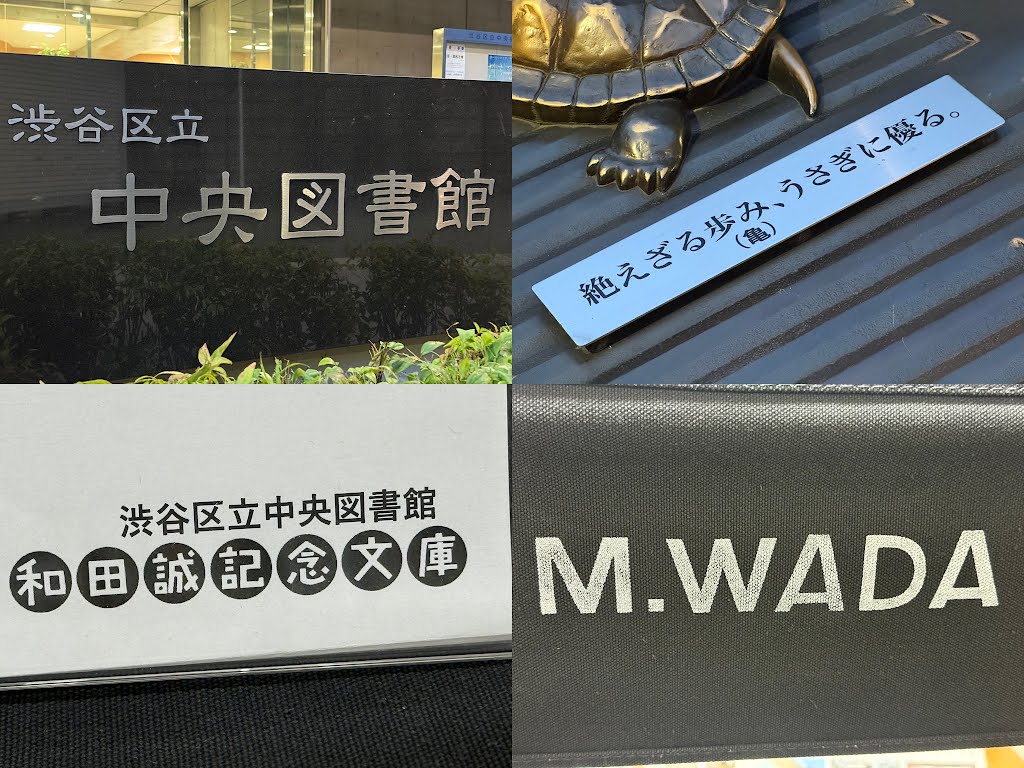 渋谷区立
中央図書館
絶えざる歩み、うさぎに優る。
(亀)
渋谷区立中央図書館
和田誠記念文庫
M.WADA